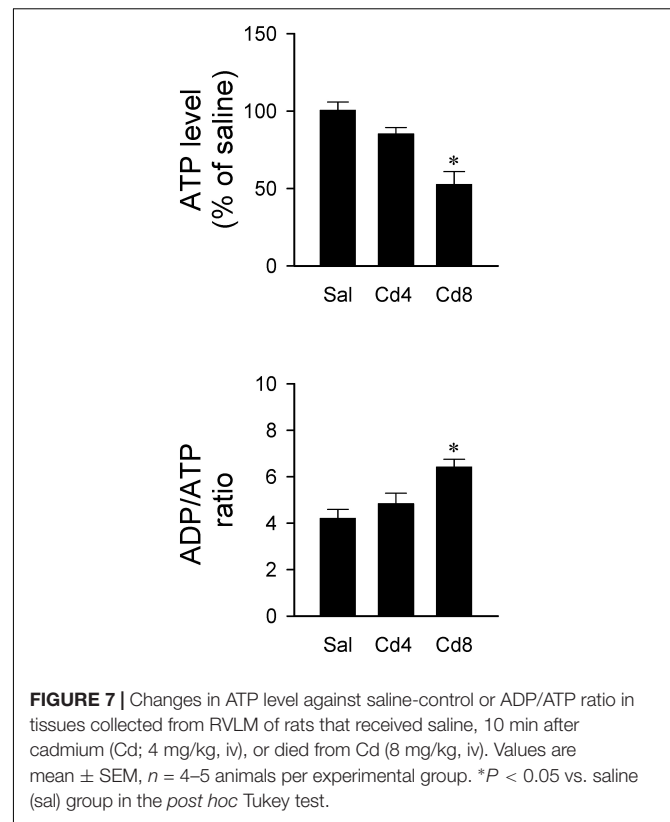 150
100
50
0
ATP level
(% of saline)
*
Sal Cd4 Cd8
10
8
6
4
2
0
ADP/ATP
ratio
*
Sal Cd4 Cd8
FIGURE 7 | Changes in ATP level against saline-control or ADP/ATP ratio in
tissues collected from RVLM of rats that received saline, 10 min after
cadmium (Cd; 4 mg/kg, iv), or died from Cd (8 mg/kg, iv). Values are
mean ± SEM, n = 4–5 animals per experimental group. *P < 0.05 vs. saline
(sal) group in the post hoc Tukey test.